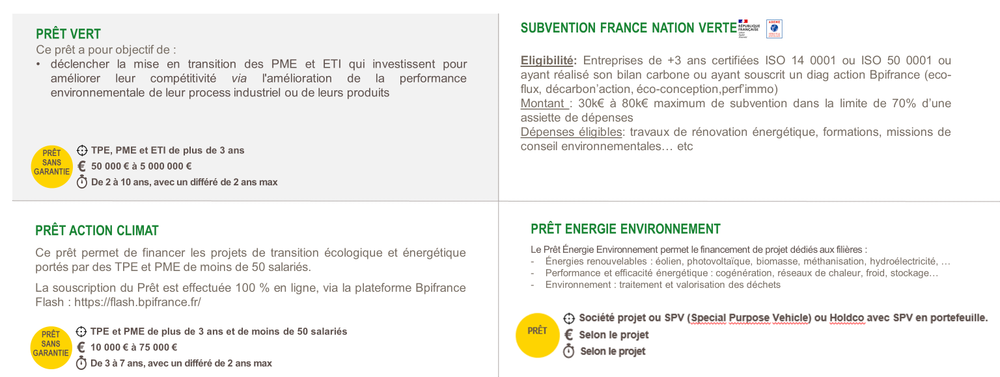 PRÊT VERT
Ce prêt a pour objectif de :
• déclencher la mise en transition des PME et ETI qui investissent pour
améliorer leur compétitivité via l'amélioration de la performance
environnementale de leur process industriel ou de leurs produits
PRÊT
SANS
GARANTIE
TPE, PME et ETI de plus de 3 ans
€ 50 000 € à 5 000 000 €
De 2 à 10 ans, avec un différé de 2 ans max
SUBVENTION FRANCE NATION VERTE
RÉPUBLIQUE
FRANÇAISE
ADEME
Eligibilité: Entreprises de +3 ans certifiées ISO 14 0001 ou ISO 50 0001 ou
ayant réalisé son bilan carbone ou ayant souscrit un diag action Bpifrance (eco-
flux, décarbon’action, éco-conception,perf’immo)
Montant : 30k€ à 80k€ maximum de subvention dans la limite de 70% d’une
assiette de dépenses
Dépenses éligibles: travaux de rénovation énergétique, formations, missions de
conseil environnementales… etc
PRÊT ACTION CLIMAT
Ce prêt permet de financer les projets de transition écologique et énergétique
portés par des TPE et PME de moins de 50 salariés.
La souscription du Prêt est effectuée 100 % en ligne, via la plateforme Bpifrance
Flash : https://flash.bpifrance.fr/
PRÊT
SANS
GARANTIE
TPE et PME de plus de 3 ans et de moins de 50 salariés
€ 10 000 € à 75 000 €
De 3 à 7 ans, avec un différé de 2 ans max
PRÊT ENERGIE ENVIRONNEMENT
Le Prêt Énergie Environnement permet le financement de projet dédiés aux filières :
- Énergies renouvelables : éolien, photovoltaïque, biomasse, méthanisation, hydroélectricité, …
- Performance et efficacité énergétique : cogénération, réseaux de chaleur, froid, stockage…
- Environnement : traitement et valorisation des déchets
PRÊT
Société projet ou SPV (Special Purpose Vehicle) ou Holdco avec SPV en portefeuille.
€ Selon le projet
Selon le projet